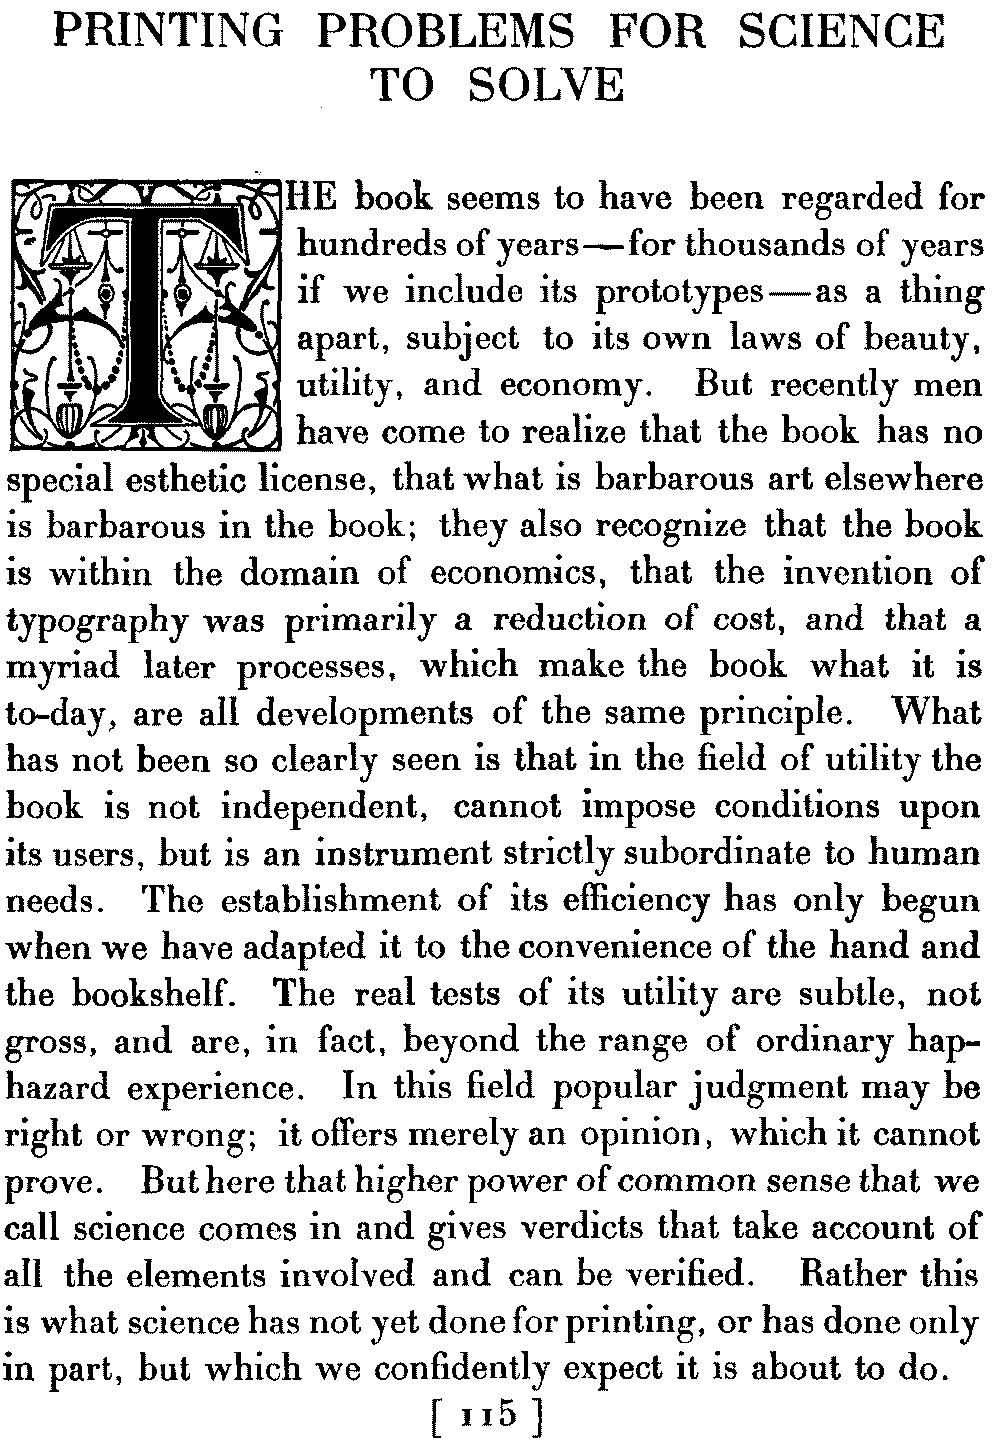 PRINTING PROBLEMS FOR SCIENCE
TO SOLVE
THE book seems to have been regarded for
hundreds of years—for thousands of years
if we include its prototypes—as a thing
apart, subject to its own laws of beauty,
utility, and economy. But recently men
have come to realize that the book has no
special esthetic license, that what is barbarous art elsewhere
is barbarous in the book; they also recognize that the book
is within the domain of economics, that the invention of
typography was primarily a reduction of cost, and that a
myriad later processes, which make the book what it is
to-day, are all developments of the same principle. What
has not been so clearly seen is that in the field of utility the
book is not independent, cannot impose conditions upon
its users, but is an instrument strictly subordinate to human
needs. The establishment of its efficiency has only begun
when we have adapted it to the convenience of the hand and
the bookshelf. The real tests of its utility are subtle, not
gross, and are, in fact, beyond the range of ordinary hap-
hazard experience. In this field popular judgment may be
right or wrong; it offers merely an opinion, which it cannot
prove. But here that higher power of common sense that we
call science comes in and gives verdicts that take account of
all the elements involved and can be verified. Rather this
is what science has not yet done for printing, or has done only
in part, but which we confidently expect it is about to do.
[ 115 ]